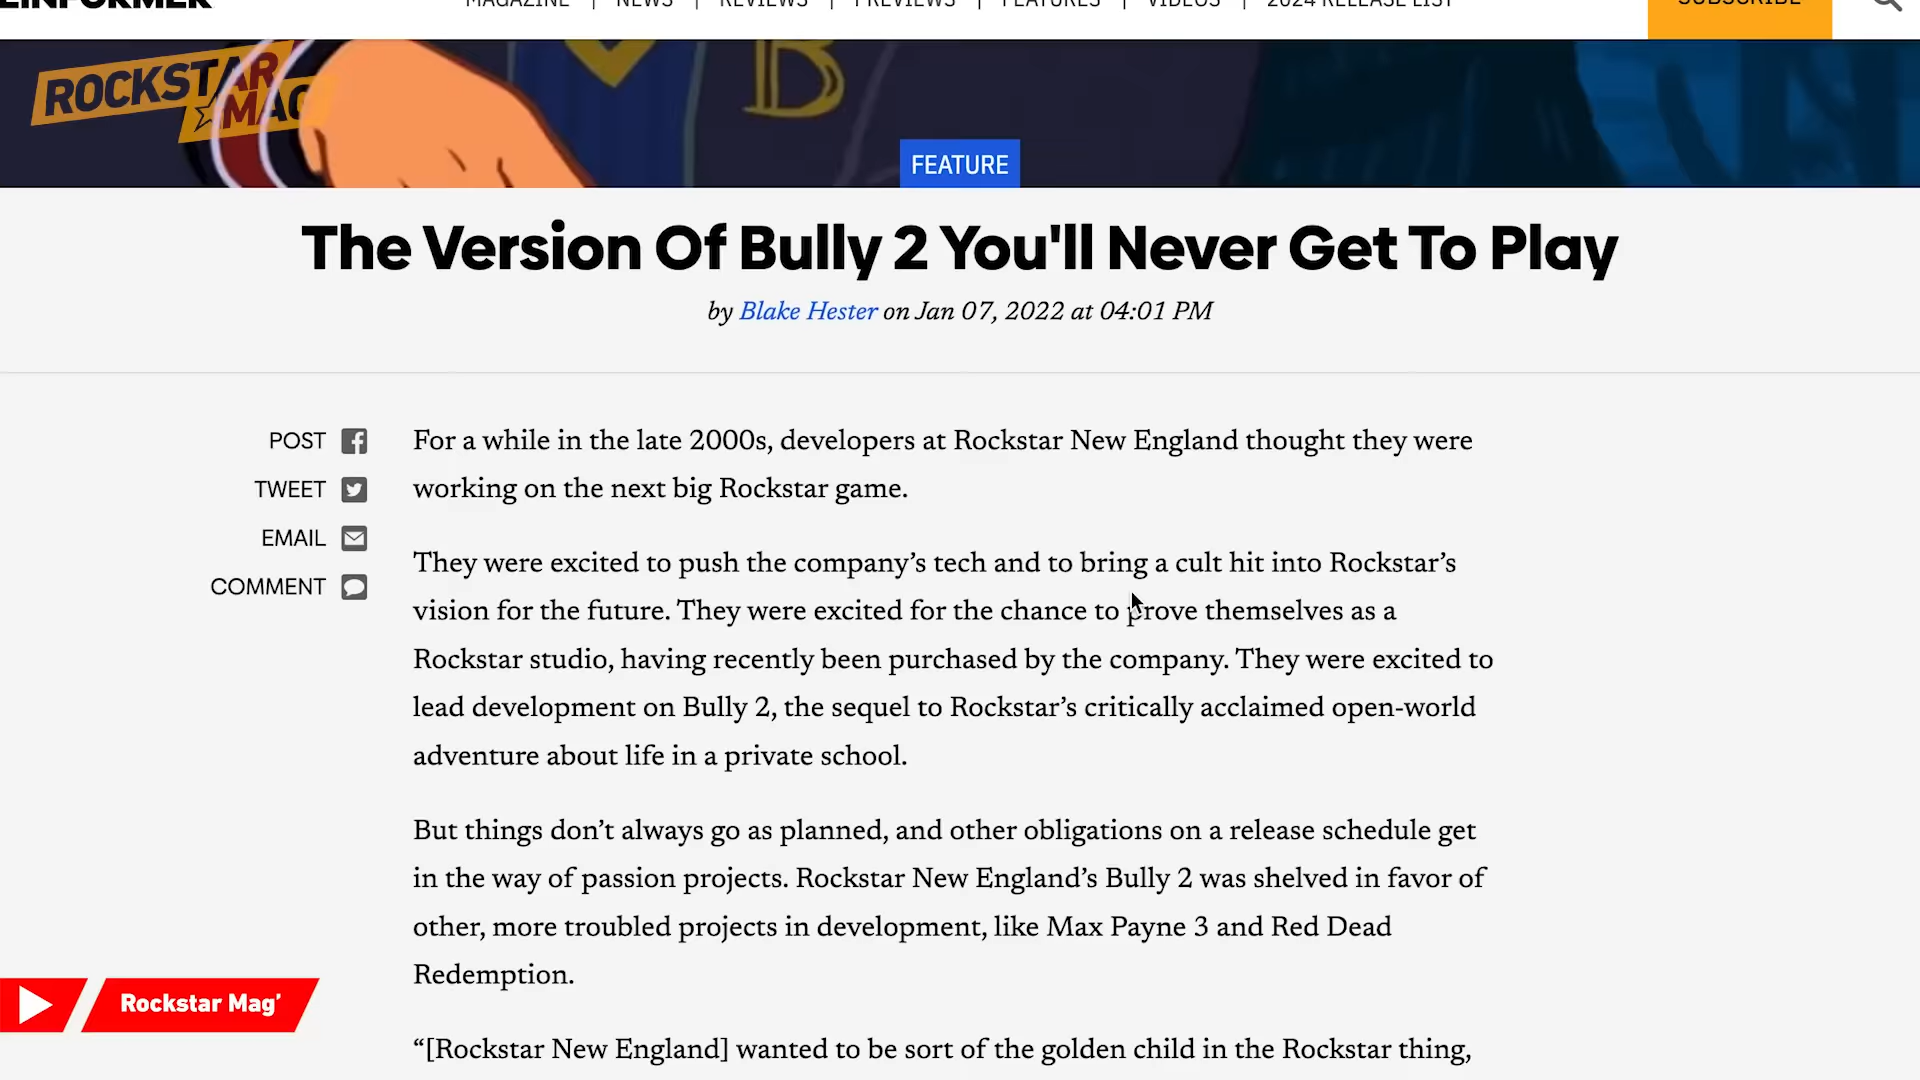 MAGAZINE | NEWS | REVIEWS | PREVIEWS | FEATURES | VIDEOS | 2024 RELEASE LIST
SUBSCRIBE
ROCKSTAR
MAG'
B
FEATURE
The Version Of Bully 2 You'll Never Get To Play
by Blake Hester on Jan 07, 2022 at 04:01 PM
POST
TWEET
EMAIL
COMMENT
For a while in the late 2000s, developers at Rockstar New England thought they were
working on the next big Rockstar game.
They were excited to push the company’s tech and to bring a cult hit into Rockstar’s
vision for the future. They were excited for the chance to prove themselves as a
Rockstar studio, having recently been purchased by the company. They were excited to
lead development on Bully 2, the sequel to Rockstar’s critically acclaimed open-world
adventure about life in a private school.
But things don’t always go as planned, and other obligations on a release schedule get
in the way of passion projects. Rockstar New England’s Bully 2 was shelved in favor of
other, more troubled projects in development, like Max Payne 3 and Red Dead
Redemption.
“[Rockstar New England] wanted to be sort of the golden child in the Rockstar thing,
Rockstar Mag’